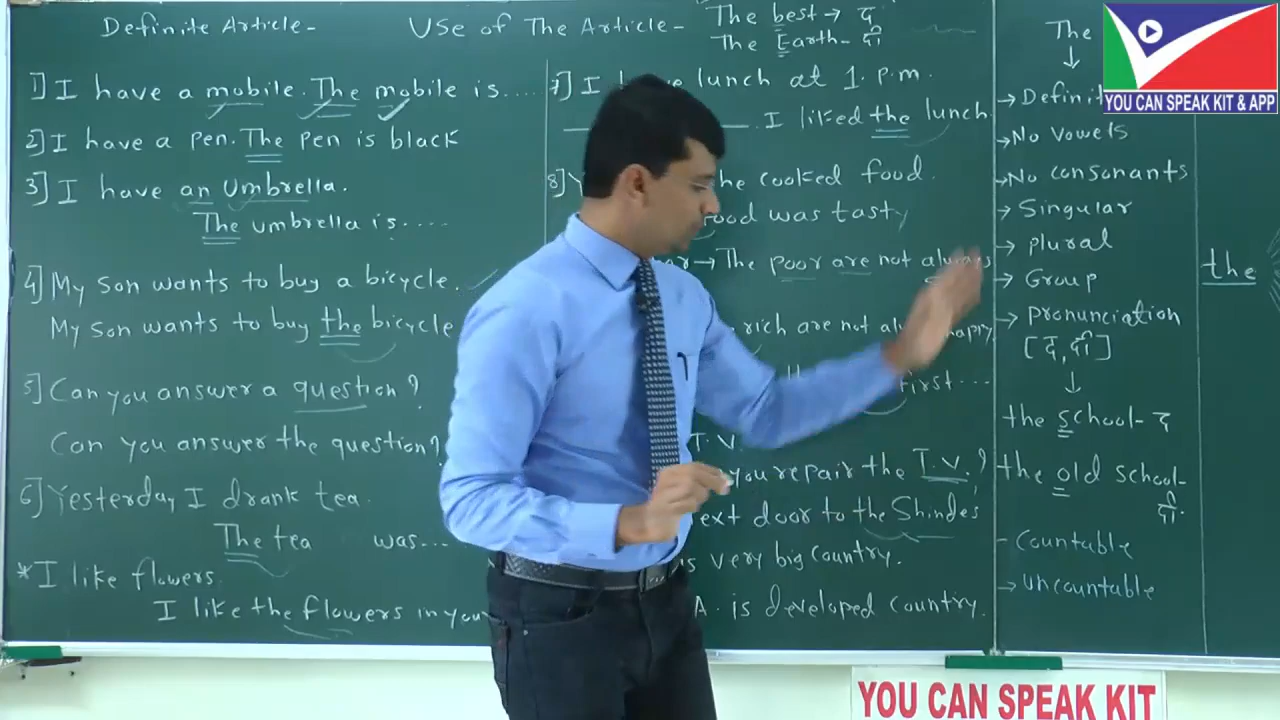 Definite Article-
1] I have a mobile. The mobile is.....
2] I have a pen. The pen is black
3] I have an umbrella.
The umbrella is....
4] My son wants to buy a bicycle.
My son wants to buy the bicycle
5] Can you answer a question?
Can you answer the question?
6] Yesterday I drank tea.
The tea was...
*I like flowers.
I like the flowers in you
Use of The Article-
The best → द
The Earth- दी
7] I lunch at 1. p.m.
I liked the lunch.
8] he cooked food.
food was tasty
→ The poor are not always
rich are not happy.
first...
T.V.
you repair the T.V.?
ext door to the Shindes'
is very big country.
A. is developed country.
The
↓
→ Definit
→ No vowels
→ No consonants
→ Singular
→ plural
→ Group
→ pronunciation
[द, दी]
↓
the school- द
the old school-
दी.
- Countable
→ uncountable
the
YOU CAN SPEAK KIT & APP
YOU CAN SPEAK KIT